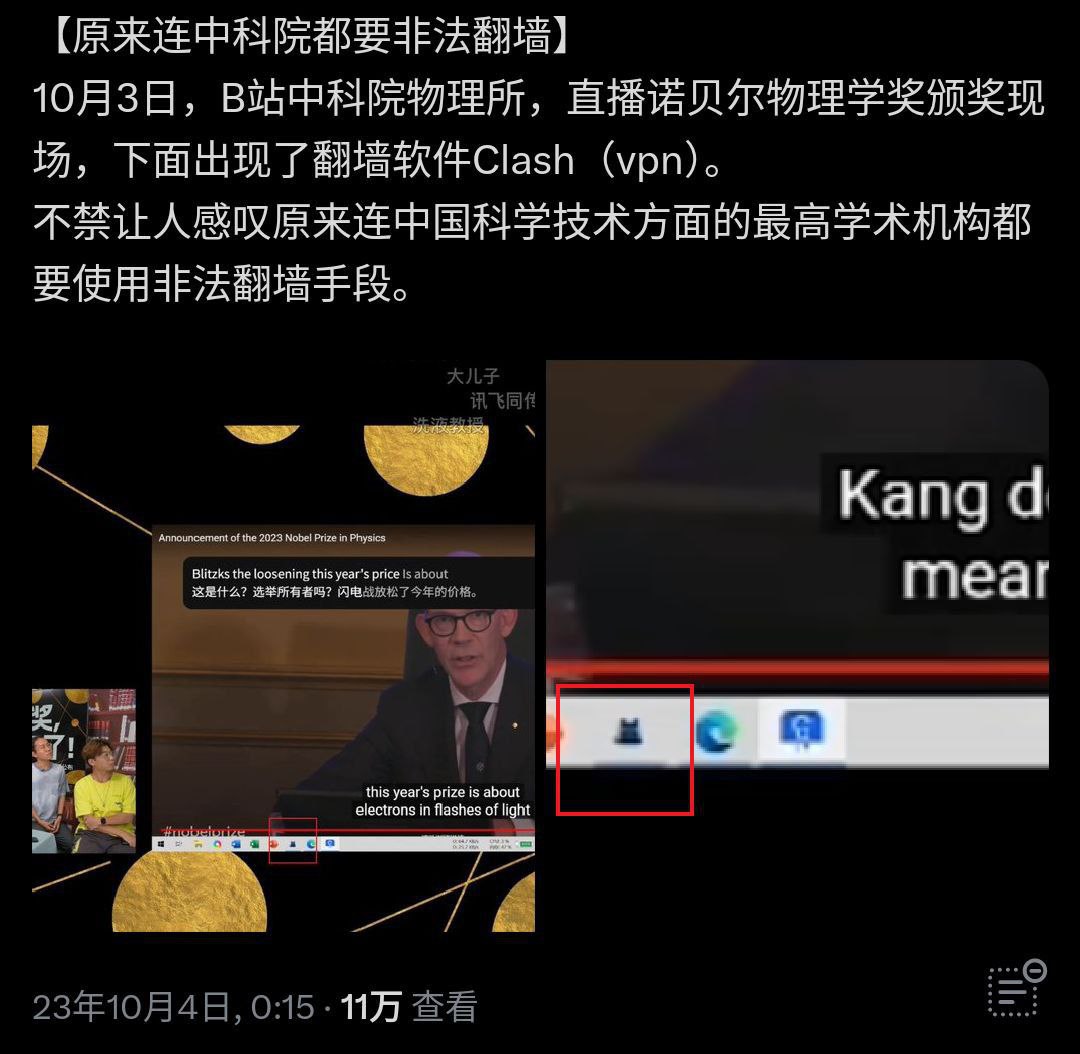 【原来连中科院都要非法翻墙】
10月3日，B站中科院物理所，直播诺贝尔物理学奖颁奖现
场，下面出现了翻墙软件Clash（vpn）。
不禁让人感叹原来连中国科学技术方面的最高学术机构都
要使用非法翻墙手段。
大儿子
讯飞同传
洗液教授
Announcement of the 2023 Nobel Prize in Physics
Blitzks the loosening this year's price Is about
这是什么？选举所有者吗？闪电战放松了今年的价格。
奖,
了!
this year's prize is about
electrons in flashes of light
#nobelprize
Kang d
mear
23年10月4日, 0:15 · 11万 查看